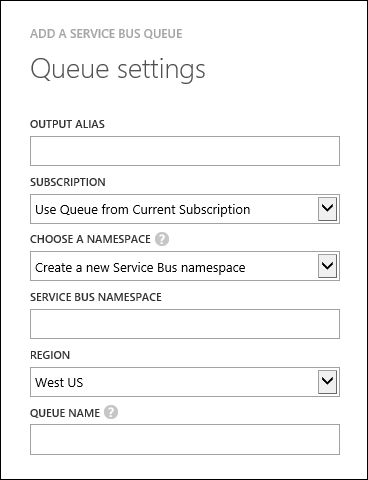 ADD A SERVICE BUS QUEUE
Queue settings
OUTPUT ALIAS
SUBSCRIPTION
Use Queue from Current Subscription
CHOOSE A NAMESPACE ?
Create a new Service Bus namespace
SERVICE BUS NAMESPACE
REGION
West US
QUEUE NAME ?